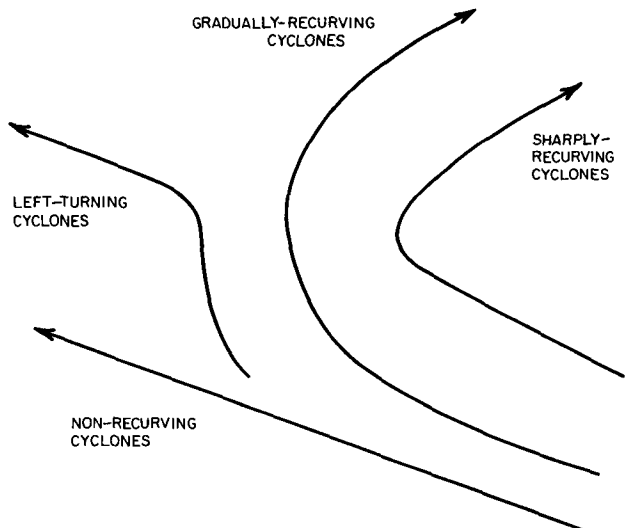 GRADUALLY-RECURVING
CYCLONES
SHARPLY-
RECURVING
CYCLONES
LEFT-TURNING
CYCLONES
NON-RECURVING
CYCLONES